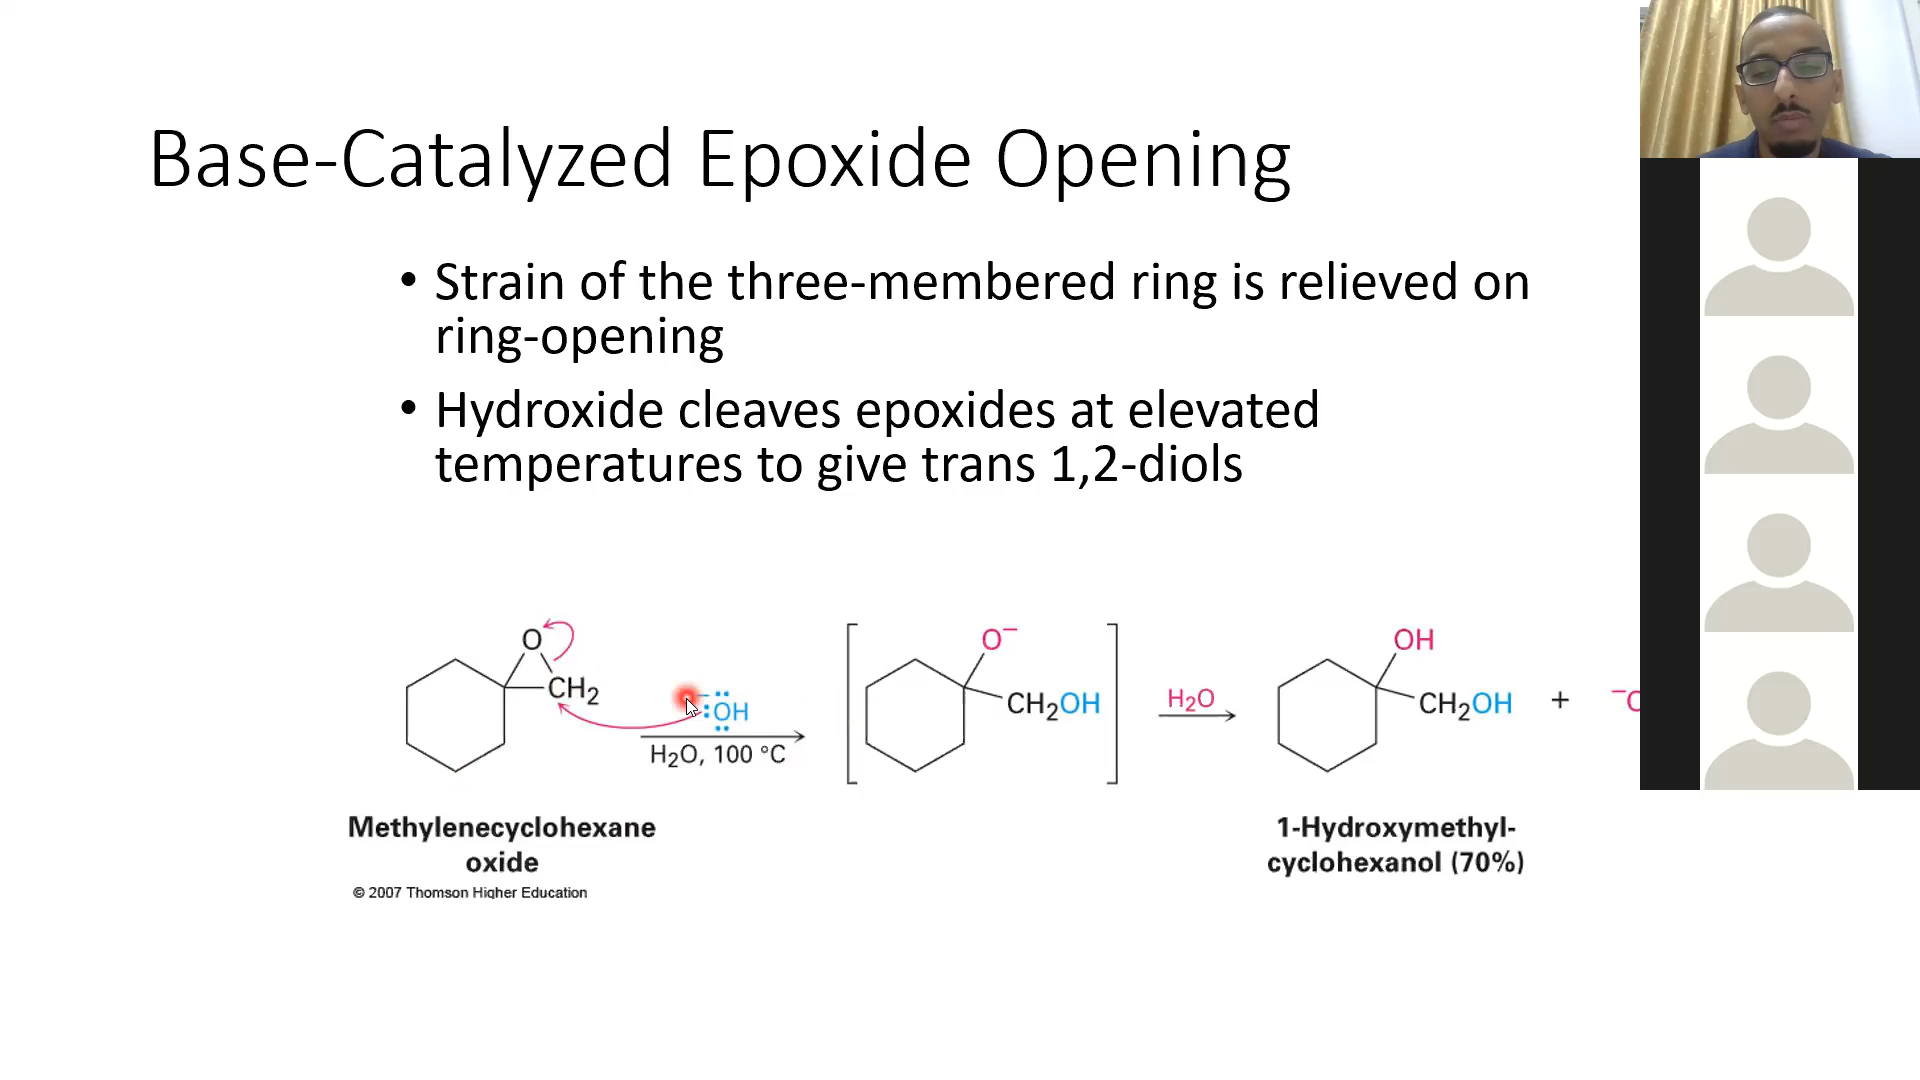 Base-Catalyzed Epoxide Opening
• Strain of the three-membered ring is relieved on
ring-opening
• Hydroxide cleaves epoxides at elevated
temperatures to give trans 1,2-diols
O
CH₂
⁻:ÖH
H₂O, 100 °C
O⁻
CH₂OH
H₂O
OH
CH₂OH
+
Methylenecyclohexane
oxide
1-Hydroxymethyl-
cyclohexanol (70%)
© 2007 Thomson Higher Education